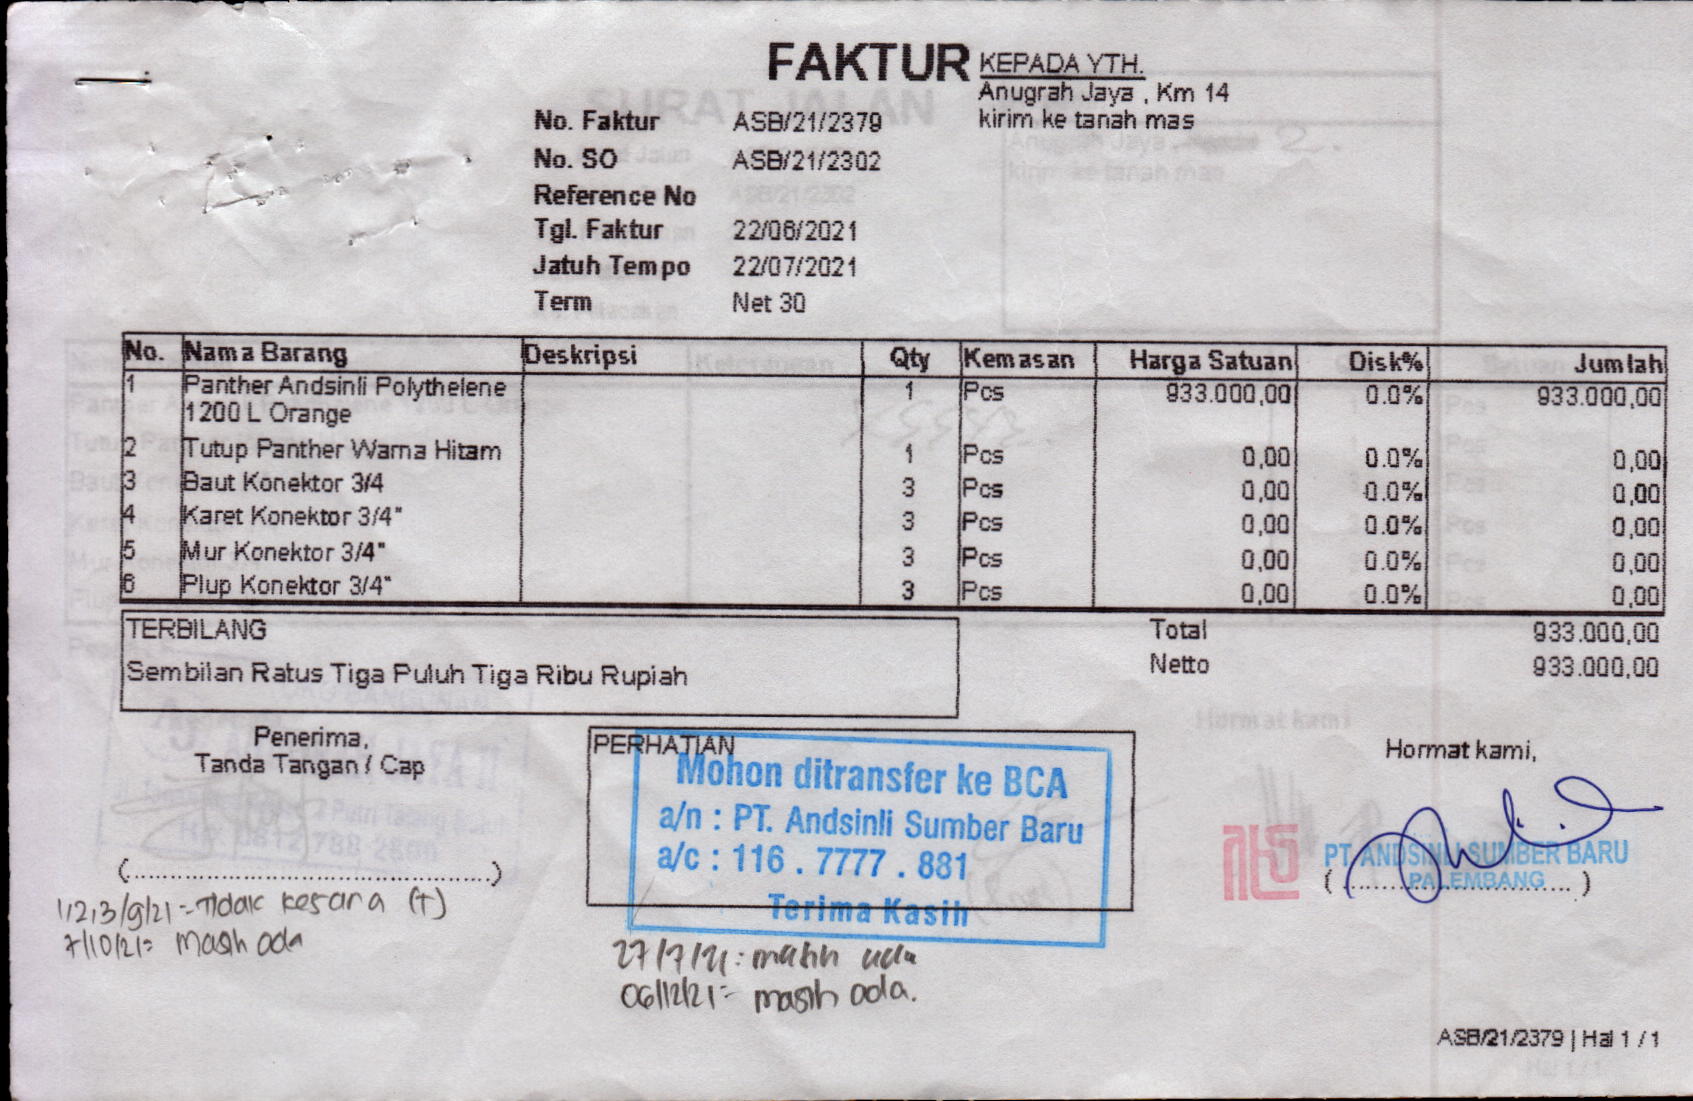 FAKTUR
KEPADA YTH.
Anugrah Jaya , Km 14
kirim ke tanah mas
No. Faktur ASB/21/2379
No. SO ASB/21/2302
Reference No
Tgl. Faktur 22/06/2021
Jatuh Tempo 22/07/2021
Term Net 30
No. Nama Barang Deskripsi Qty Kemasan Harga Satuan Disk% Jumlah
1 Panther Andsinli Polythelene 1 Pcs 933.000,00 0.0% 933.000,00
1200 L Orange
2 Tutup Panther Warna Hitam 1 Pcs 0,00 0.0% 0,00
3 Baut Konektor 3/4 3 Pcs 0,00 0.0% 0,00
4 Karet Konektor 3/4" 3 Pcs 0,00 0.0% 0,00
5 Mur Konektor 3/4" 3 Pcs 0,00 0.0% 0,00
6 Plup Konektor 3/4" 3 Pcs 0,00 0.0% 0,00
TERBILANG
Sembilan Ratus Tiga Puluh Tiga Ribu Rupiah
Total 933.000,00
Netto 933.000,00
Penerima,
Tanda Tangan / Cap
(...........................................)
PERHATIAN
Mohon ditransfer ke BCA
a/n : PT. Andsinli Sumber Baru
a/c : 116 . 7777 . 881
Terima Kasih
Hormat kami,
PT ANDSINLI SUMBER BARU
PALEMBANG
1,2,3/9/21 = Tidak kesana (T)
7/10/21= masih ada
27/7/21 : masih ada
06/12/21 = masih ada.
ASB/21/2379 | Hal 1 / 1